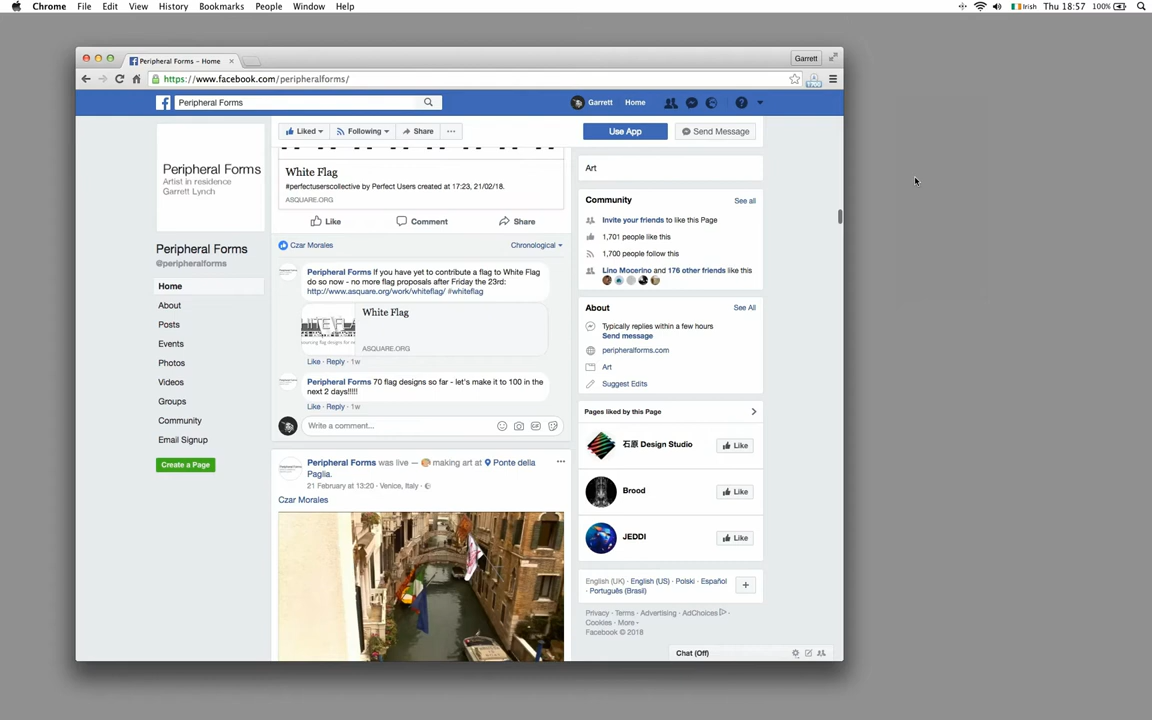 Chrome File Edit View History Bookmarks People Window Help Irish Thu 18:57 100%
Peripheral Forms – Home Garrett
https://www.facebook.com/peripheralforms/
Peripheral Forms Garrett Home
Peripheral Forms
Artist in residence
Garrett Lynch
Peripheral Forms
@peripheralforms
Home
About
Posts
Events
Photos
Videos
Groups
Community
Email Signup
Create a Page
Liked Following Share Use App Send Message
White Flag
#perfectuserscollective by Perfect Users created at 17:23, 21/02/18.
ASQUARE.ORG
Like Comment Share
Czar Morales Chronological
Peripheral Forms If you have yet to contribute a flag to White Flag
do so now - no more flag proposals after Friday the 23rd:
http://www.asquare.org/work/whiteflag/ #whiteflag
White Flag
ASQUARE.ORG
Like · Reply · 1w
Peripheral Forms 70 flag designs so far - let's make it to 100 in the
next 2 days!!!!!
Like · Reply · 1w
Write a comment...
Peripheral Forms was live — making art at Ponte della
Paglia.
21 February at 13:20 · Venice, Italy ·
Czar Morales
Art
Community See all
Invite your friends to like this Page
1,701 people like this
1,700 people follow this
Lino Mocerino and 176 other friends like this
About See All
Typically replies within a few hours
Send message
peripheralforms.com
Art
Suggest Edits
Pages liked by this Page
石原 Design Studio Like
Brood Like
JEDDI Like
English (UK) · English (US) · Polski · Español
· Português (Brasil)
Privacy · Terms · Advertising · AdChoices ·
Cookies · More
Facebook © 2018
Chat (Off)